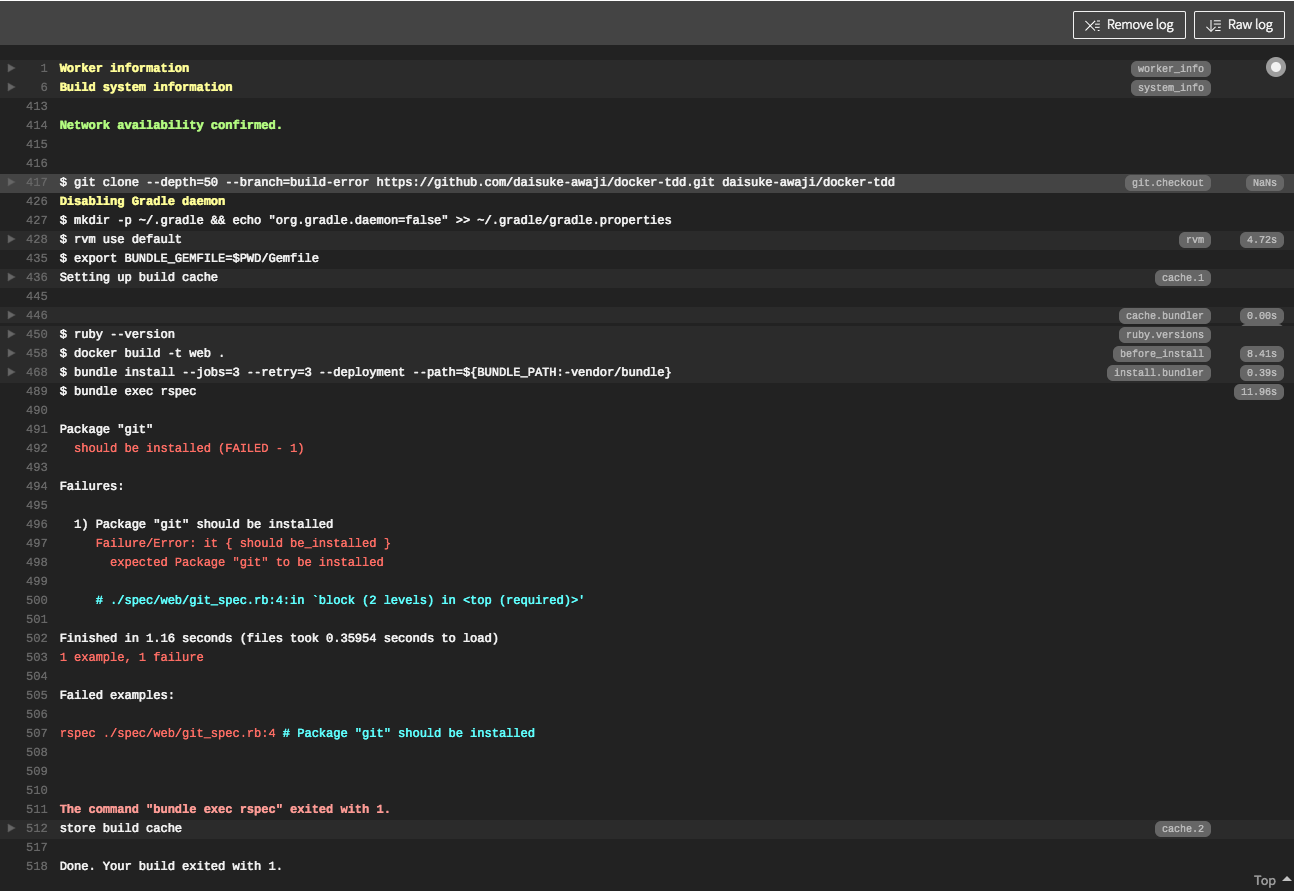 Remove log
Raw log
1 Worker information worker_info
6 Build system information system_info
413
414 Network availability confirmed.
415
416
417 $ git clone --depth=50 --branch=build-error https://github.com/daisuke-awaji/docker-tdd.git daisuke-awaji/docker-tdd git.checkout NaNs
426 Disabling Gradle daemon
427 $ mkdir -p ~/.gradle && echo "org.gradle.daemon=false" >> ~/.gradle/gradle.properties
428 $ rvm use default rvm 4.72s
435 $ export BUNDLE_GEMFILE=$PWD/Gemfile
436 Setting up build cache cache.1
445
446 cache.bundler 0.00s
450 $ ruby --version ruby.versions
458 $ docker build -t web . before_install 8.41s
468 $ bundle install --jobs=3 --retry=3 --deployment --path=${BUNDLE_PATH:-vendor/bundle} install.bundler 0.39s
489 $ bundle exec rspec 11.96s
490
491 Package "git"
492 should be installed (FAILED - 1)
493
494 Failures:
495
496 1) Package "git" should be installed
497 Failure/Error: it { should be_installed }
498 expected Package "git" to be installed
499
500 # ./spec/web/git_spec.rb:4:in `block (2 levels) in <top (required)>'
501
502 Finished in 1.16 seconds (files took 0.35954 seconds to load)
503 1 example, 1 failure
504
505 Failed examples:
506
507 rspec ./spec/web/git_spec.rb:4 # Package "git" should be installed
508
509
510
511 The command "bundle exec rspec" exited with 1.
512 store build cache cache.2
517
518 Done. Your build exited with 1.
Top